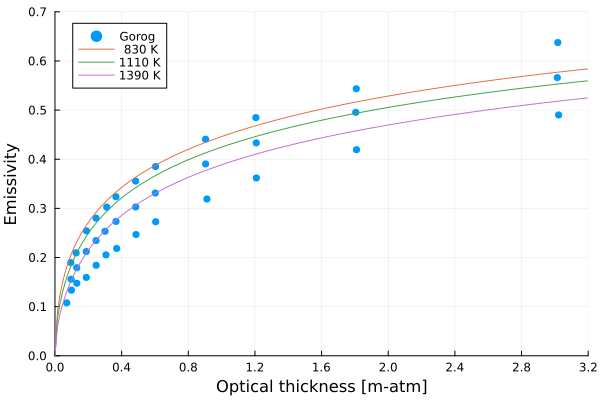 0.7
0.6
0.5
0.4
0.3
0.2
0.1
0.0
Emissivity
Gorog
830 K
1110 K
1390 K
0.0 0.4 0.8 1.2 1.6 2.0 2.4 2.8 3.2
Optical thickness [m-atm]